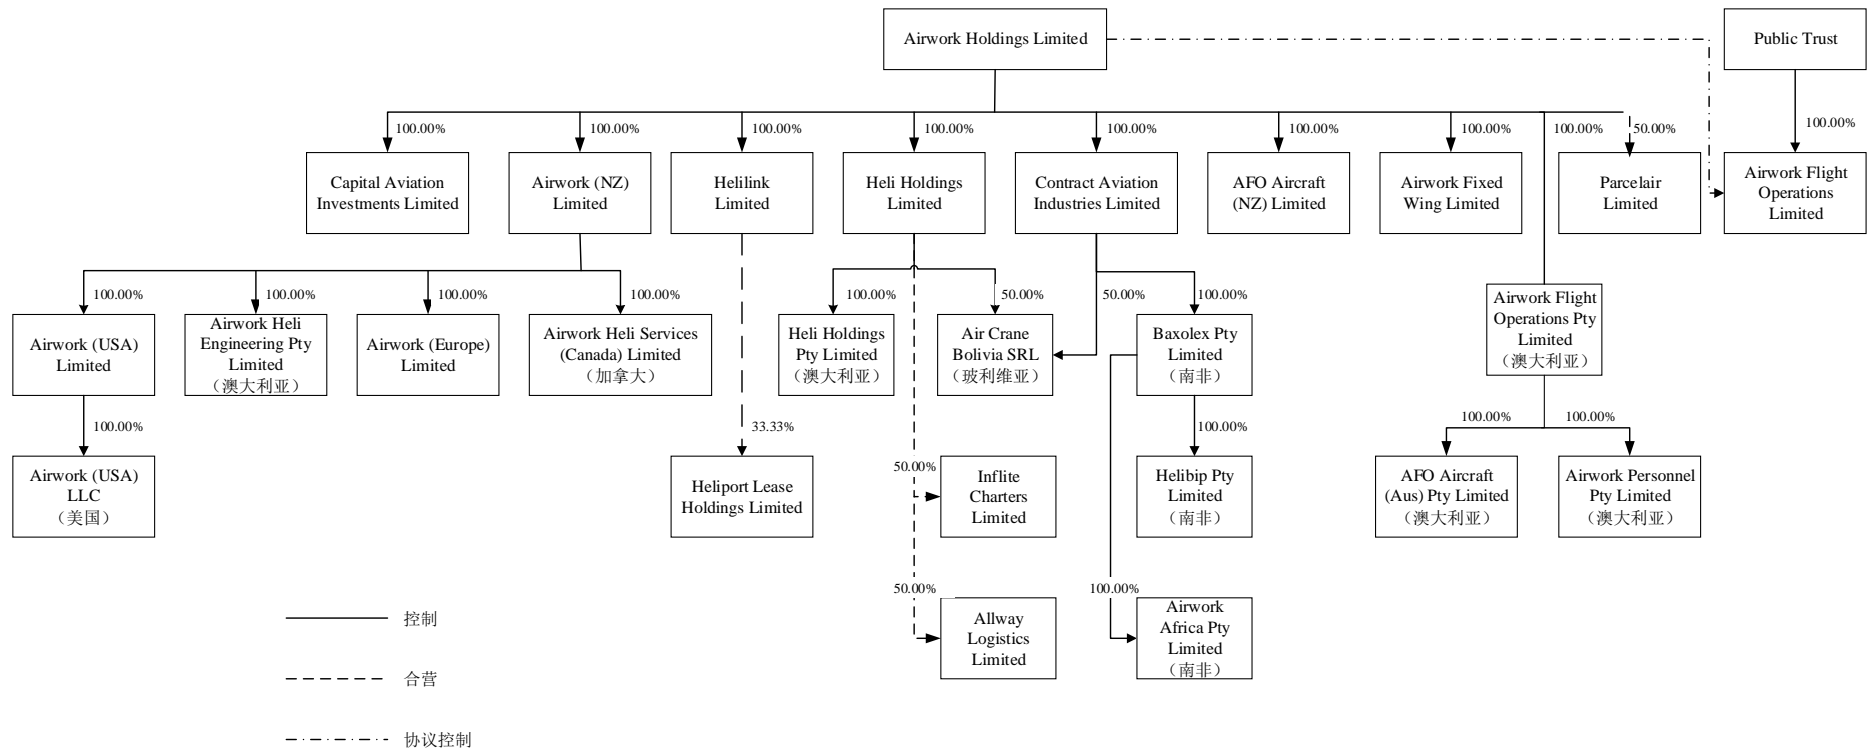 Airwork Holdings Limited
Public Trust
100.00%
100.00%
100.00%
100.00%
100.00%
100.00%
100.00%
100.00%
50.00%
100.00%
Capital Aviation
Investments Limited
Airwork (NZ)
Limited
Helilink
Limited
Heli Holdings
Limited
Contract Aviation
Industries Limited
AFO Aircraft
(NZ) Limited
Airwork Fixed
Wing Limited
Parcelair
Limited
Airwork Flight
Operations
Limited
100.00%
100.00%
100.00%
100.00%
100.00%
50.00%
50.00%
100.00%
Airwork (USA)
Limited
Airwork Heli
Engineering Pty
Limited
（澳大利亚）
Airwork (Europe)
Limited
Airwork Heli Services
(Canada) Limited
（加拿大）
Heli Holdings
Pty Limited
（澳大利亚）
Air Crane
Bolivia SRL
（玻利维亚）
Baxolex Pty
Limited
（南非）
Airwork Flight
Operations Pty
Limited
（澳大利亚）
100.00%
33.33%
100.00%
100.00%
100.00%
Airwork (USA)
LLC
（美国）
Heliport Lease
Holdings Limited
50.00%
Inflite
Charters
Limited
Helibip Pty
Limited
（南非）
AFO Aircraft
(Aus) Pty Limited
（澳大利亚）
Airwork Personnel
Pty Limited
（澳大利亚）
50.00%
Allway
Logistics
Limited
100.00%
Airwork
Africa Pty
Limited
（南非）
控制
合营
协议控制